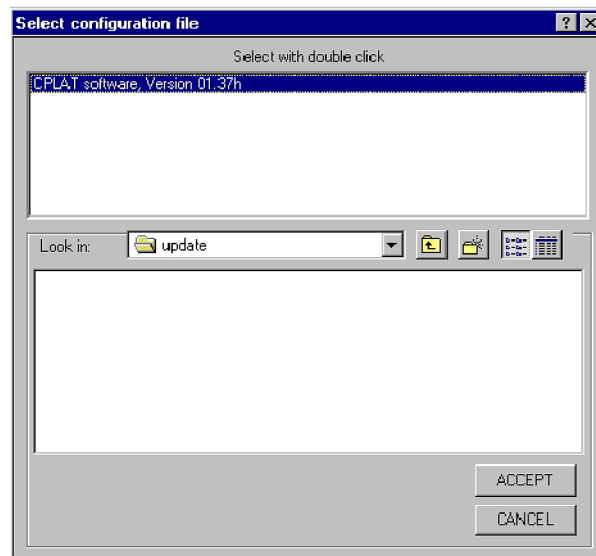 Select configuration file
Select with double click
CPLAT software, Version 01.37h
Look in: update
ACCEPT
CANCEL